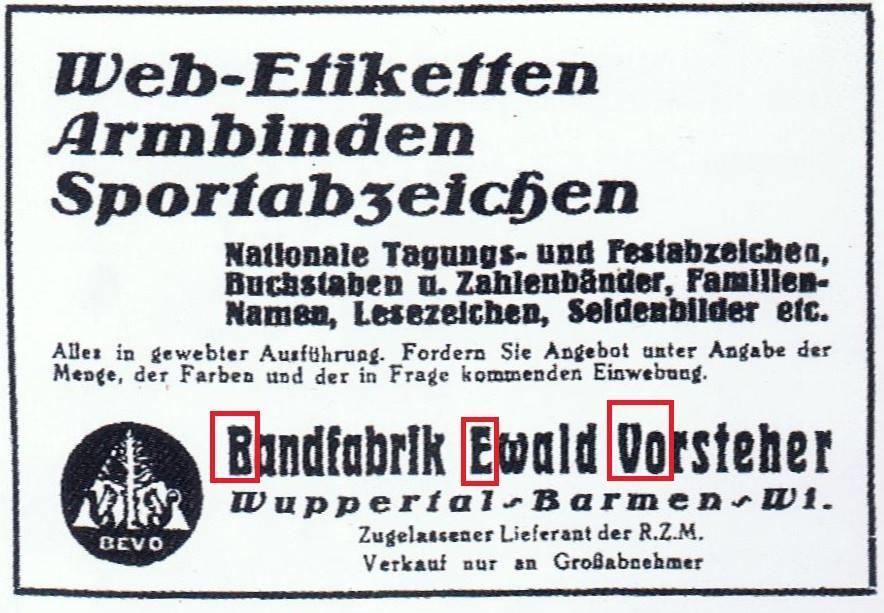 Web-Etiketten
Armbinden
Sportabzeichen
Nationale Tagungs- und Festabzeichen,
Buchstaben u. Zahlenbänder, Familien-
Namen, Lesezeichen, Seidenbilder etc.
Alles in gewebter Ausführung. Fordern Sie Angebot unter Angabe der
Menge, der Farben und der in Frage kommenden Einwebung.
Bandfabrik Ewald Vorsteher
Wuppertal-Barmen-Wi.
Zugelassener Lieferant der R.Z.M.
Verkauf nur an Großabnehmer
BEVO